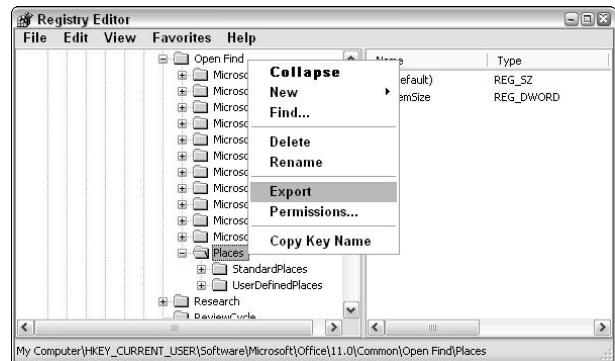 Registry Editor
File Edit View Favorites Help
Open Find
Collapse
New
Find...
Delete
Rename
Export
Permissions...
Copy Key Name
Places
StandardPlaces
UserDefinedPlaces
Research
ReviewCycle
Type
REG_SZ
REG_DWORD
My Computer\HKEY_CURRENT_USER\Software\Microsoft\Office\11.0\Common\Open Find\Places